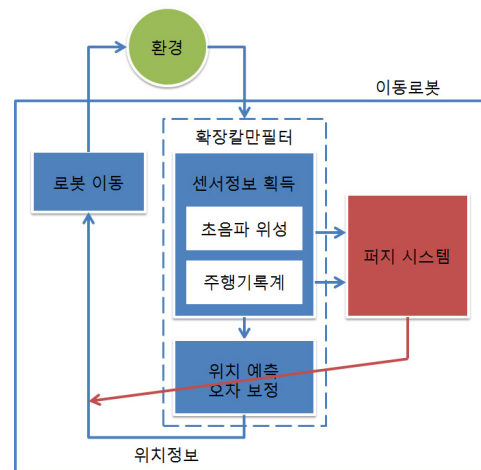 환경
이동로봇
확장칼만필터
로봇 이동
센서정보 획득
초음파 위성
주행기록계
퍼지 시스템
위치 예측
오차 보정
위치정보